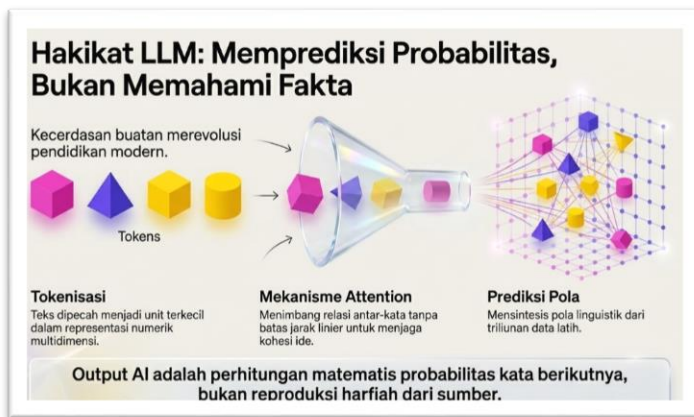 Hakikat LLM: Memprediksi Probabilitas,
Bukan Memahami Fakta
Kecerdasan buatan merevolusi
pendidikan modern.
Tokens
Tokenisasi
Teks dipecah menjadi unit terkecil
dalam representasi numerik
multidimensi.
Mekanisme Attention
Menimbang relasi antar-kata tanpa
batas jarak linier untuk menjaga
kohesi ide.
Prediksi Pola
Mensintesis pola linguistik dari
triliunan data latih.
Output AI adalah perhitungan matematis probabilitas kata berikutnya,
bukan reproduksi harfiah dari sumber.